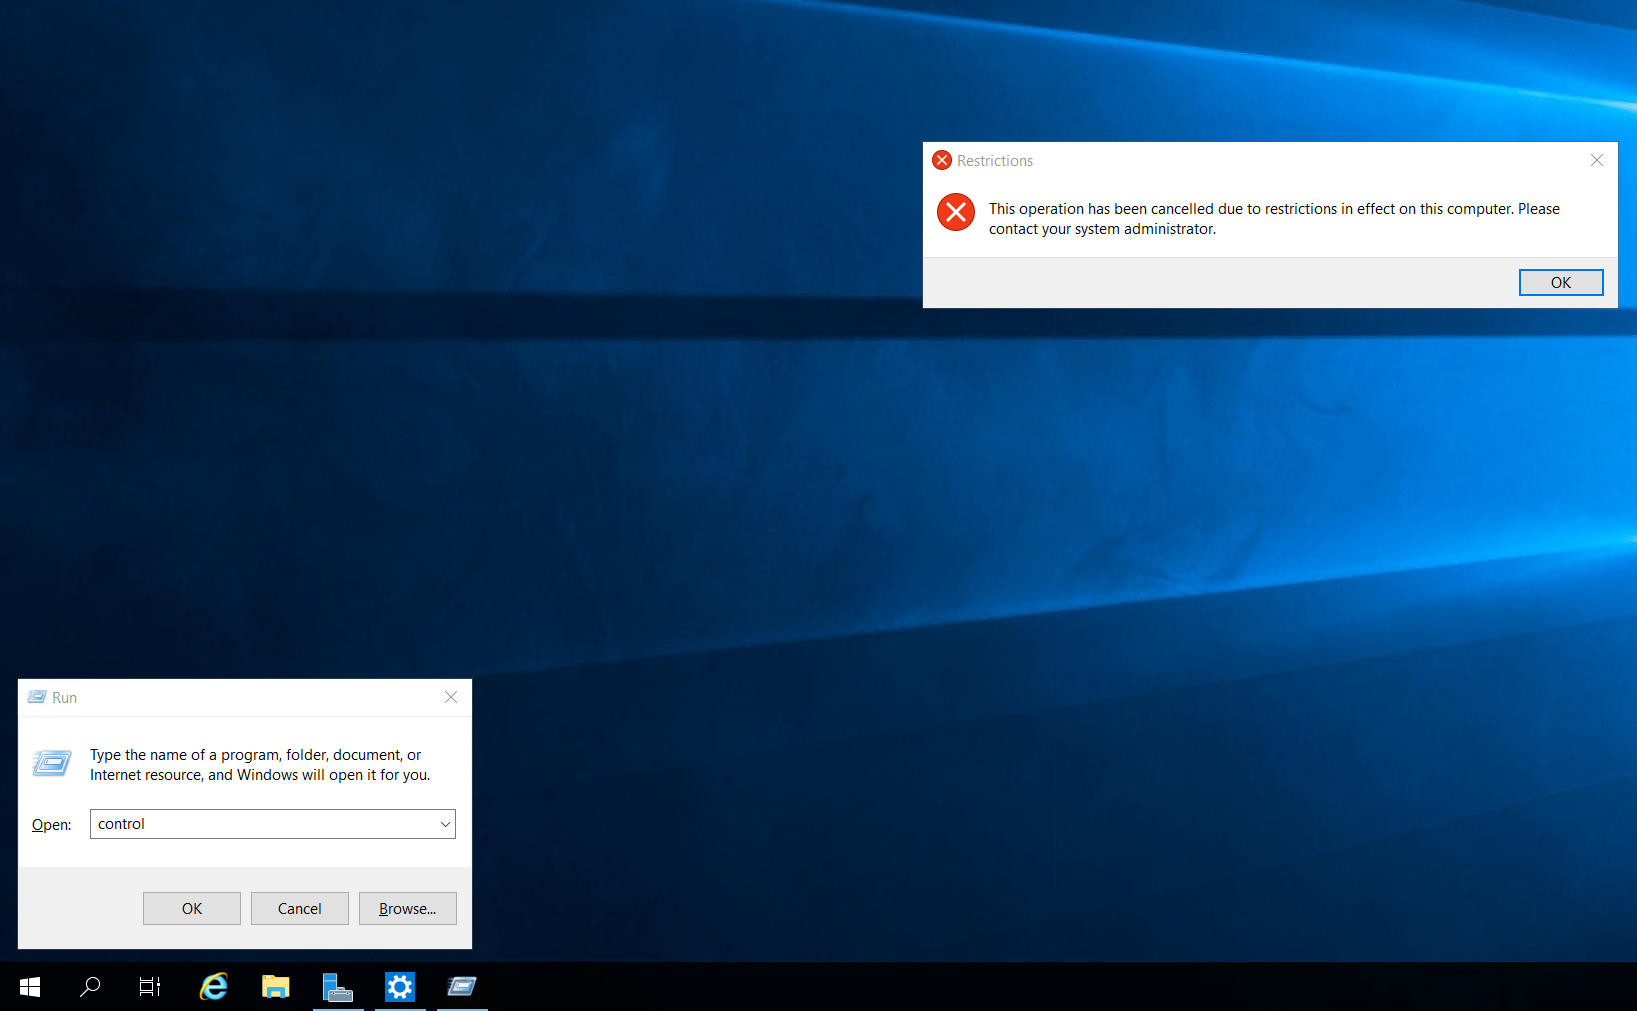 Restrictions
This operation has been cancelled due to restrictions in effect on this computer. Please
contact your system administrator.
OK
Run
Type the name of a program, folder, document, or
Internet resource, and Windows will open it for you.
Open: control
OK Cancel Browse...